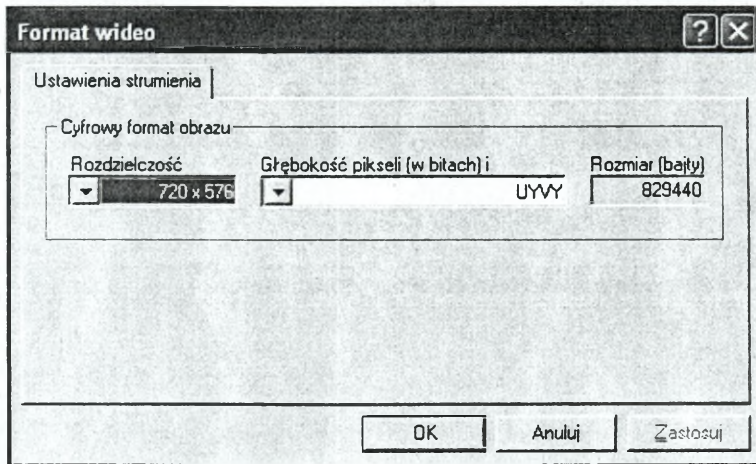 Format wideo
Ustawienia strumienia
Cyfrowy format obrazu
Rozdzielczość Głębokość pikseli (w bitach) i Rozmiar (bajty)
720 x 576 UYVY 829440
OK Anuluj Zastosuj